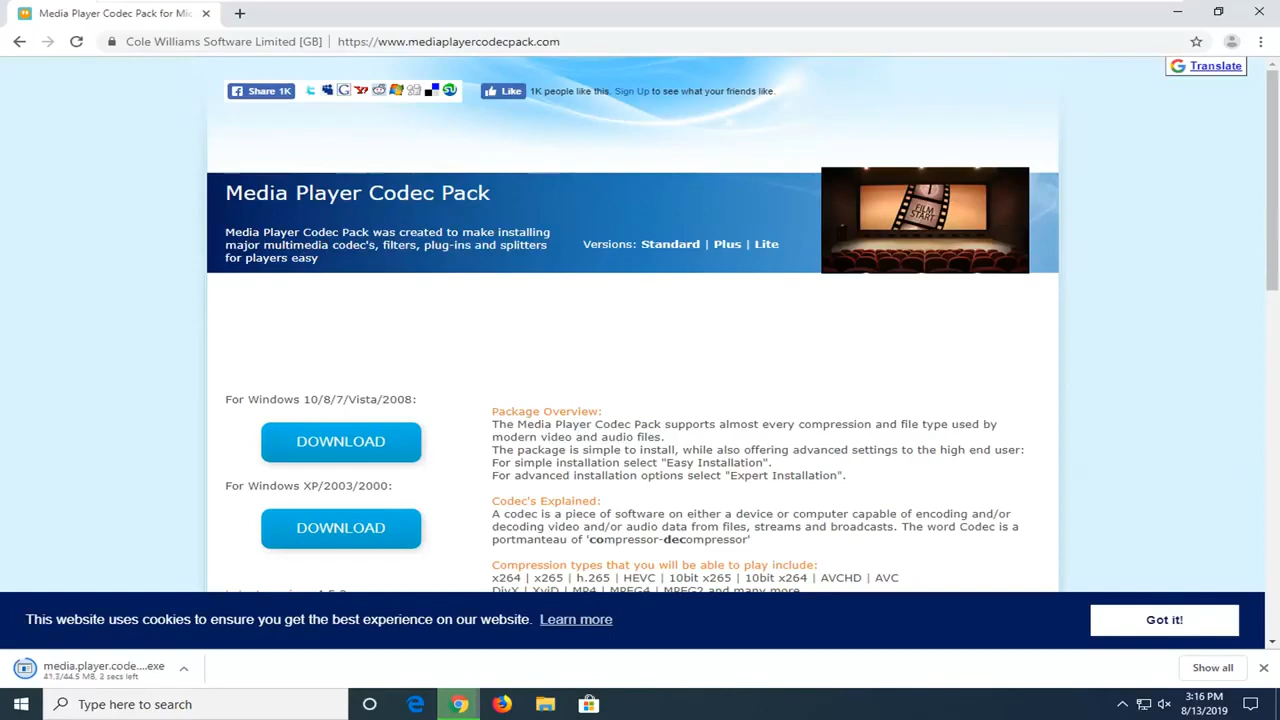 Media Player Codec Pack for Mic
Cole Williams Software Limited [GB] | https://www.mediaplayercodecpack.com
Translate
Share 1K
Like
1K people like this. Sign Up to see what your friends like.
Media Player Codec Pack
Media Player Codec Pack was created to make installing
major multimedia codec's, filters, plug-ins and splitters
for players easy
Versions: Standard | Plus | Lite
FILM
START
For Windows 10/8/7/Vista/2008:
DOWNLOAD
For Windows XP/2003/2000:
DOWNLOAD
Package Overview:
The Media Player Codec Pack supports almost every compression and file type used by
modern video and audio files.
The package is simple to install, while also offering advanced settings to the high end user:
For simple installation select "Easy Installation".
For advanced installation options select "Expert Installation".
Codec's Explained:
A codec is a piece of software on either a device or computer capable of encoding and/or
decoding video and/or audio data from files, streams and broadcasts. The word Codec is a
portmanteau of 'compressor-decompressor'
Compression types that you will be able to play include:
x264 | x265 | h.265 | HEVC | 10bit x265 | 10bit x264 | AVCHD | AVC
DivX | XviD | MP4 | MPEG4 | MPEG2 and many more
This website uses cookies to ensure you get the best experience on our website. Learn more
Got it!
media.player.code....exe
41.3/44.5 MB, 2 secs left
Show all
Type here to search
3:16 PM
8/13/2019